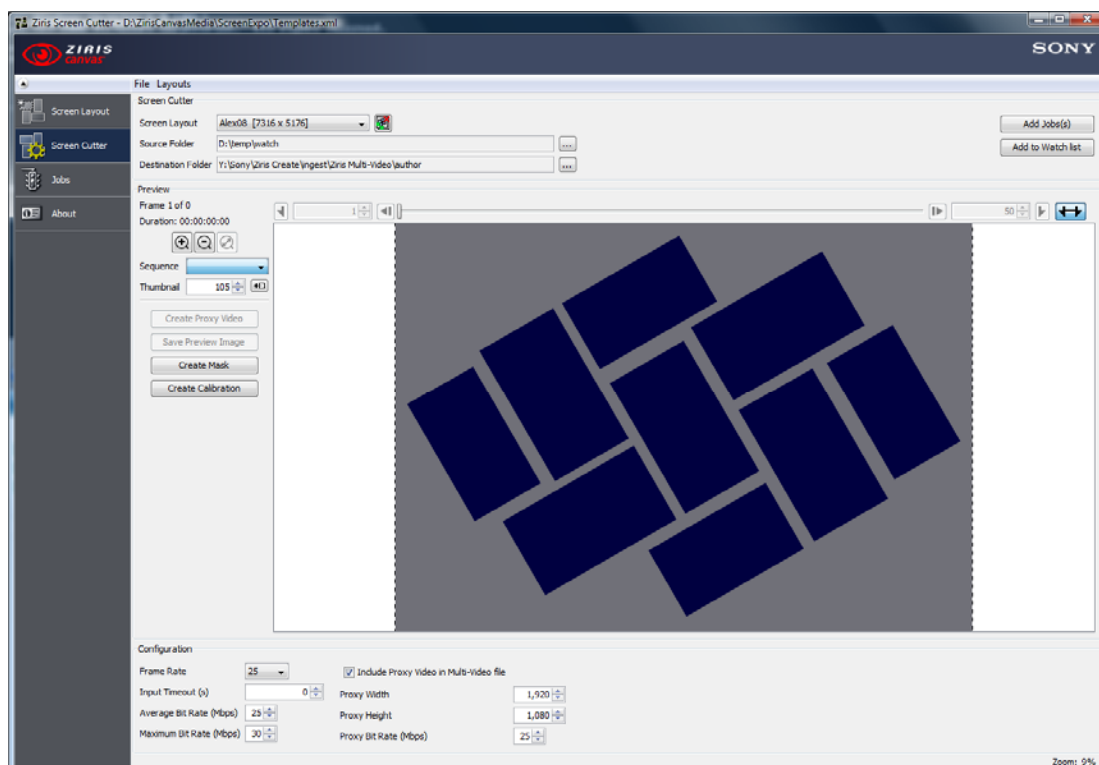 Ziris Screen Cutter - D:\ZirisCanvasMedia\ScreenExpo\Templates.xml
ZIRIS
canvas
SONY
File Layouts
Screen Layout
Screen Cutter
Jobs
About
Screen Cutter
Screen Layout Alex08 [7316 x 5176]
Source Folder D:\temp\watch ...
Destination Folder Y:\Sony\Ziris Create\ingest\Ziris Multi-Video\author ...
Add Jobs(s)
Add to Watch list
Preview
Frame 1 of 0
Duration: 00:00:00:00
1
50
Sequence
Thumbnail 105
Create Proxy Video
Save Preview Image
Create Mask
Create Calibration
Configuration
Frame Rate 25
Include Proxy Video in Multi-Video file
Input Timeout (s) 0
Proxy Width 1,920
Average Bit Rate (Mbps) 25
Proxy Height 1,080
Maximum Bit Rate (Mbps) 30
Proxy Bit Rate (Mbps) 25
Zoom: 9%